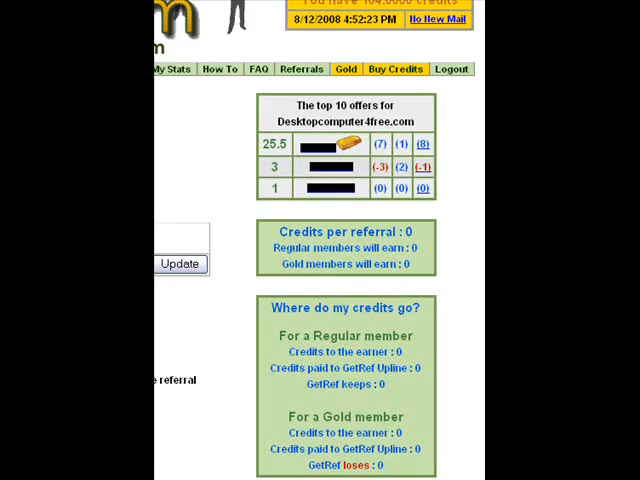 You have 104.0000 credits
8/12/2008 4:52:23 PM No New Mail
m
m
My Stats How To FAQ Referrals Gold Buy Credits Logout
The top 10 offers for
Desktopcomputer4free.com
25.5 (7) (1) (8)
3 (-3) (2) (-1)
1 (0) (0) (0)
Credits per referral : 0
Regular members will earn : 0
Gold members will earn : 0
Update
Where do my credits go?
For a Regular member
Credits to the earner : 0
Credits paid to GetRef Upline : 0
e referral
GetRef keeps : 0
For a Gold member
Credits to the earner : 0
Credits paid to GetRef Upline : 0
GetRef loses : 0